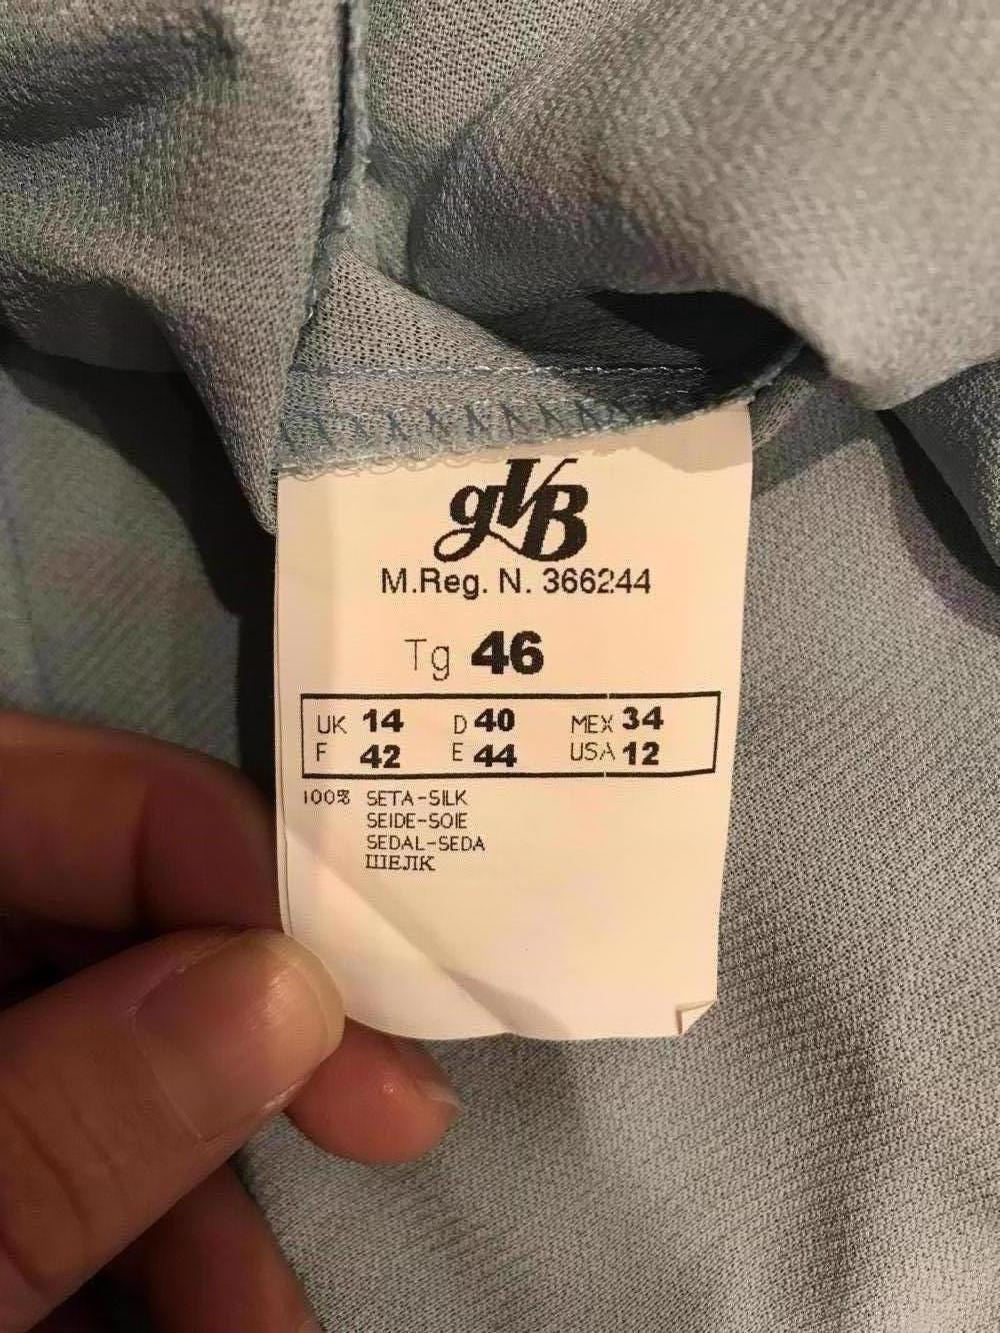 gVB
M.Reg. N. 366244
Tg 46
UK 14 D 40 MEX 34
F 42 E 44 USA 12
100% SETA-SILK
SEIDE-SOIE
SEDAL-SEDA
ШЕЛК